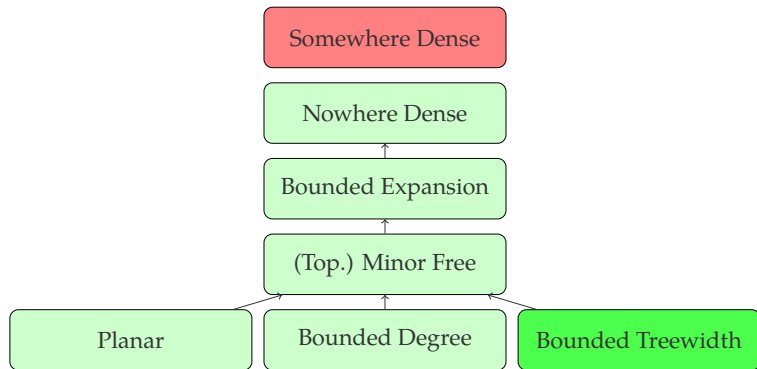 Somewhere Dense
Nowhere Dense
Bounded Expansion
(Top.) Minor Free
Planar
Bounded Degree
Bounded Treewidth